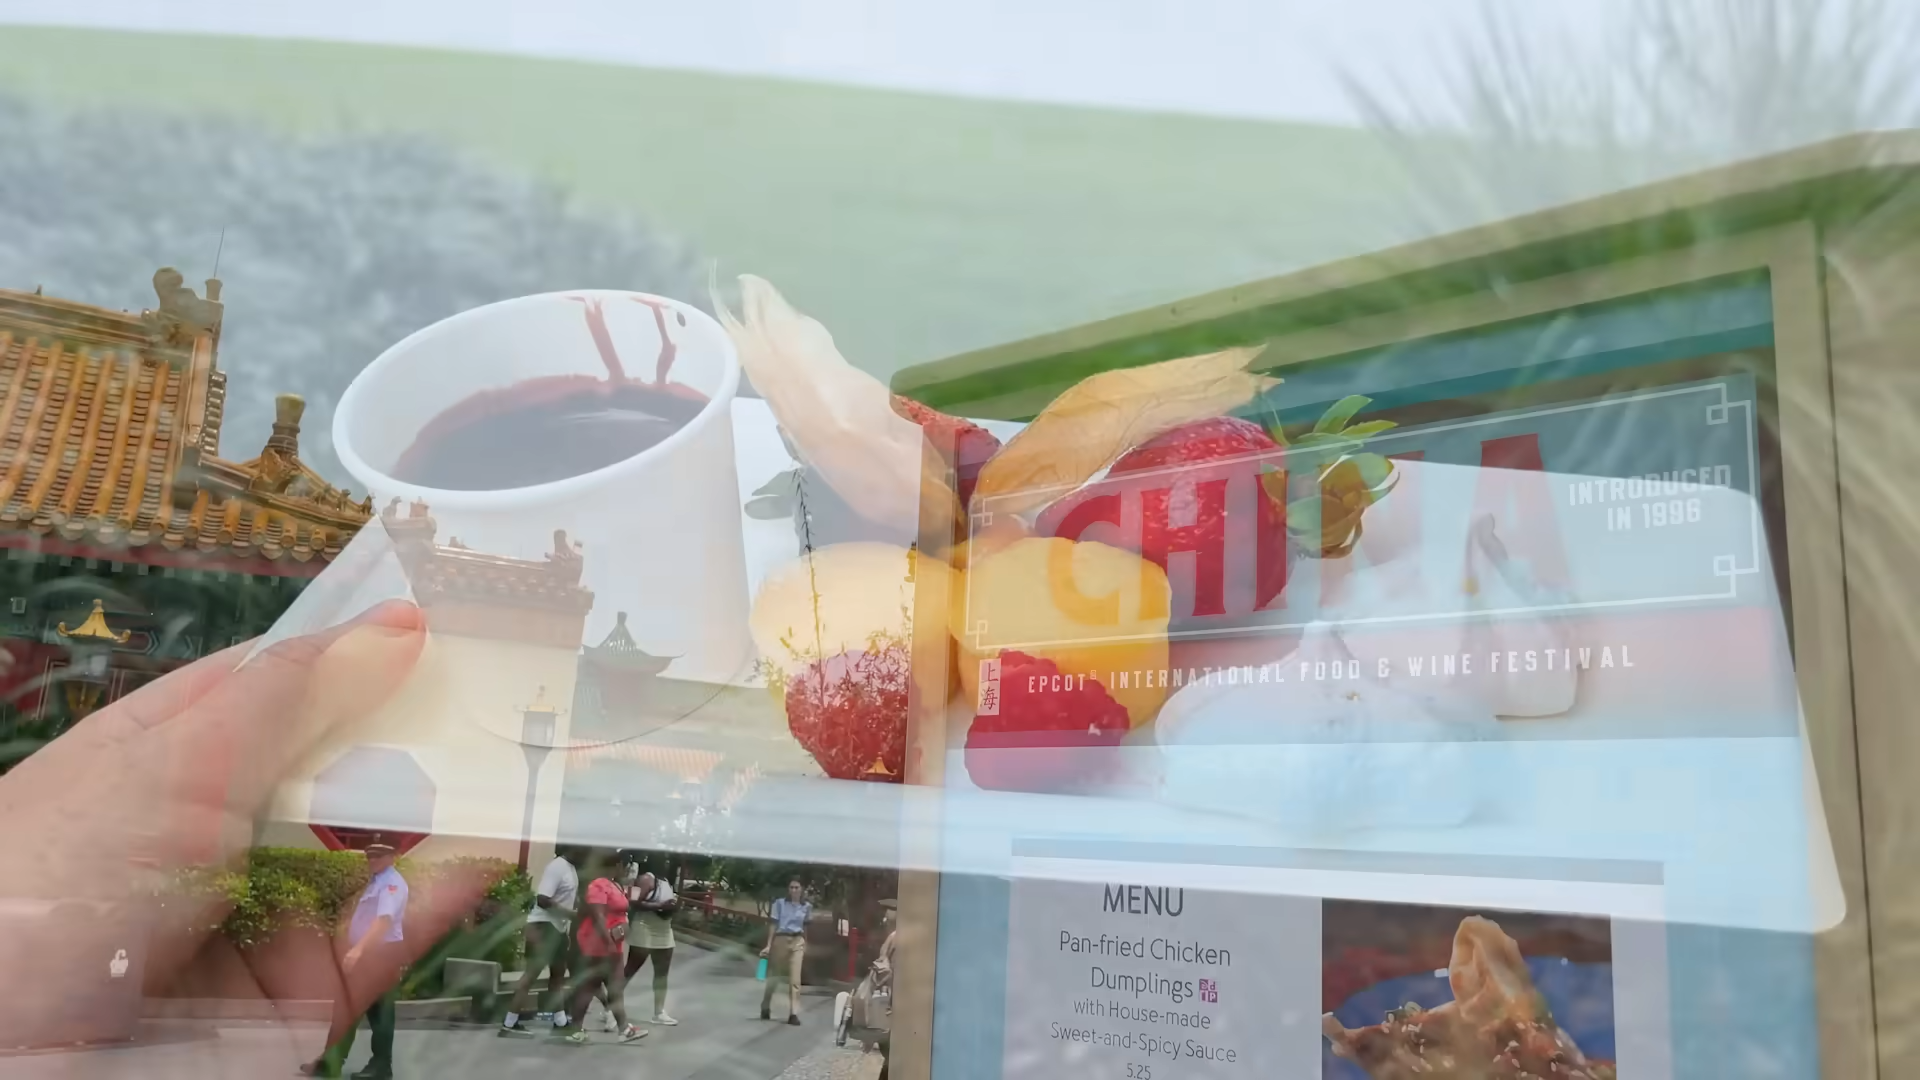 CHINA
INTRODUCED
IN 1996
上海
EPCOT® INTERNATIONAL FOOD & WINE FESTIVAL
MENU
Pan-fried Chicken
Dumplings
with House-made
Sweet-and-Spicy Sauce
5.25